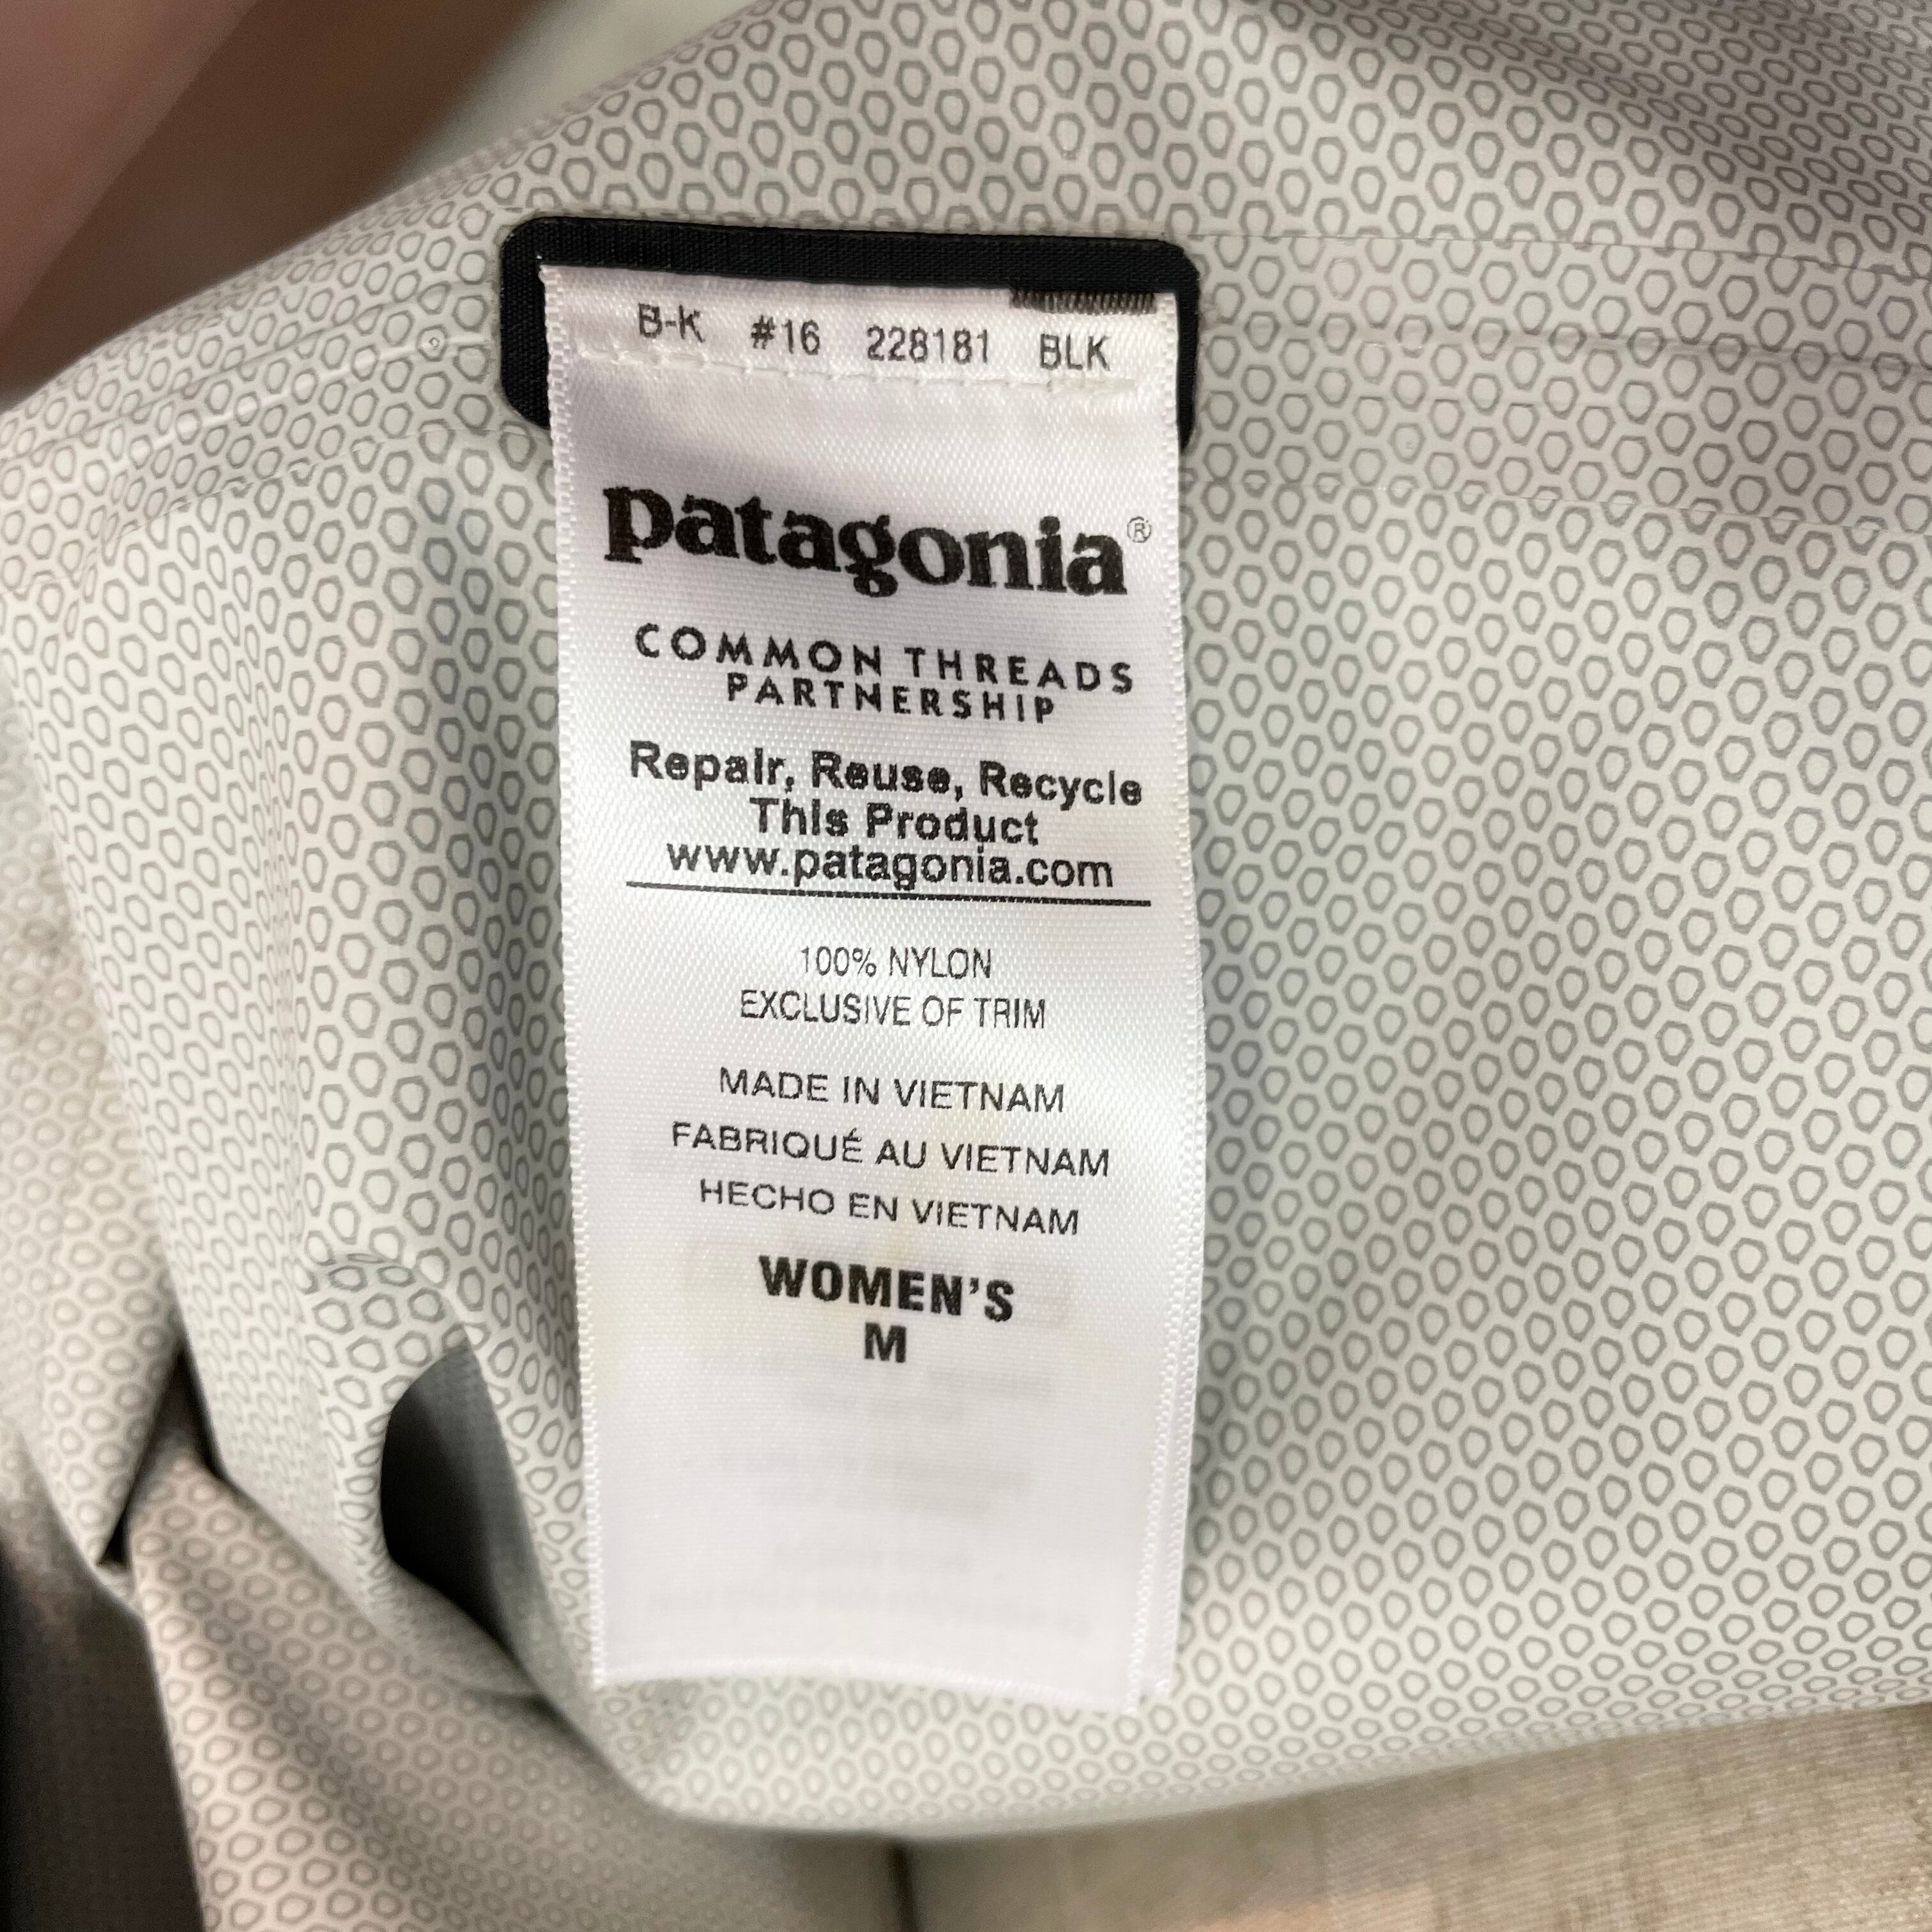 B-K #16 228181 BLK
patagonia®
COMMON THREADS
PARTNERSHIP
Repair, Reuse, Recycle
This Product
www.patagonia.com
100% NYLON
EXCLUSIVE OF TRIM
MADE IN VIETNAM
FABRIQUÉ AU VIETNAM
HECHO EN VIETNAM
WOMEN'S
M